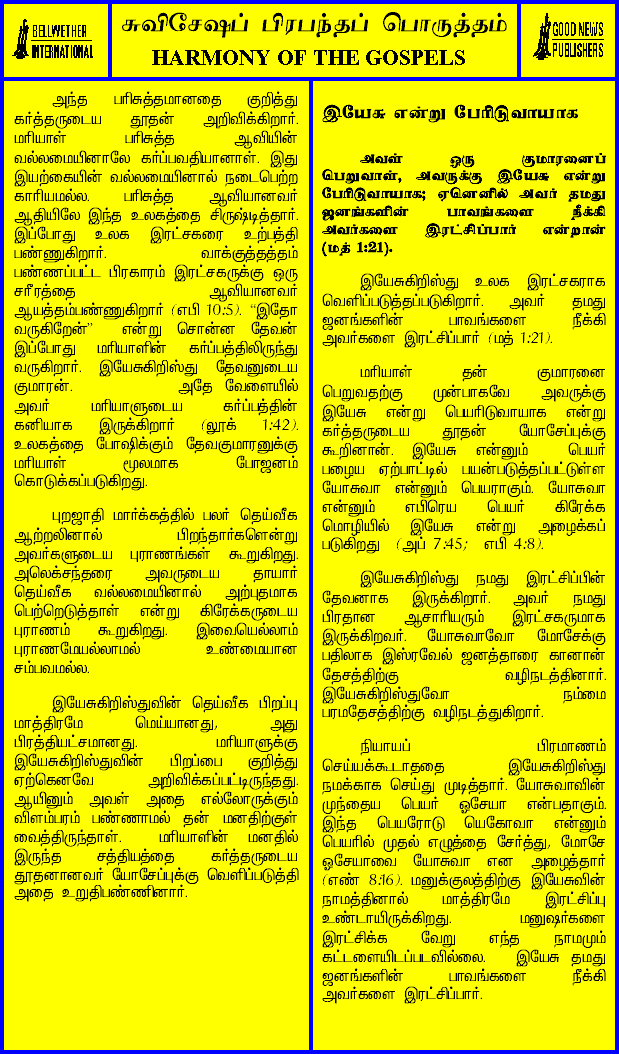 BELLWETHER
INTERNATIONAL
சுவிசேஷப் பிரபந்தப் பொருத்தம்
HARMONY OF THE GOSPELS
GOOD NEWS
PUBLISHERS
அந்த பரிசுத்தமானதை குறித்து
கர்த்தருடைய தூதன் அறிவிக்கிறார்.
மரியாள் பரிசுத்த ஆவியின்
வல்லமையினாலே கர்ப்பவதியானாள். இது
இயற்கையின் வல்லமையினால் நடைபெற்ற
காரியமல்ல. பரிசுத்த ஆவியானவர்
ஆதியிலே இந்த உலகத்தை சிருஷ்டித்தார்.
இப்போது உலக இரட்சகரை உற்பத்தி
பண்ணுகிறார். வாக்குத்தத்தம்
பண்ணப்பட்ட பிரகாரம் இரட்சகருக்கு ஒரு
சரீரத்தை ஆவியானவர்
ஆயத்தம்பண்ணுகிறார் (எபி 10:5). “இதோ
வருகிறேன்” என்று சொன்ன தேவன்
இப்போது மரியாளின் கர்ப்பத்திலிருந்து
வருகிறார். இயேசுகிறிஸ்து தேவனுடைய
குமாரன். அதே வேளையில்
அவர் மரியாளுடைய கர்ப்பத்தின்
கனியாக இருக்கிறார் (லூக் 1:42).
உலகத்தை போஷிக்கும் தேவகுமாரனுக்கு
மரியாள் மூலமாக போஜனம்
கொடுக்கப்படுகிறது.
புறஜாதி மார்க்கத்தில் பலர் தெய்வீக
ஆற்றலினால் பிறந்தார்களென்று
அவர்களுடைய புராணங்கள் கூறுகிறது.
அலெக்சந்தரை அவருடைய தாயார்
தெய்வீக வல்லமையினால் அற்புதமாக
பெற்றெடுத்தாள் என்று கிரேக்கருடைய
புராணம் கூறுகிறது. இவையெல்லாம்
புராணமேயல்லாமல் உண்மையான
சம்பவமல்ல.
இயேசுகிறிஸ்துவின் தெய்வீக பிறப்பு
மாத்திரமே மெய்யானது, அது
பிரத்தியட்சமானது. மரியாளுக்கு
இயேசுகிறிஸ்துவின் பிறப்பை குறித்து
ஏற்கெனவே அறிவிக்கப்பட்டிருந்தது.
ஆயினும் அவள் அதை எல்லோருக்கும்
விளம்பரம் பண்ணாமல் தன் மனதிற்குள்
வைத்திருந்தாள். மரியாளின் மனதில்
இருந்த சத்தியத்தை கர்த்தருடைய
தூதனானவர் யோசேப்புக்கு வெளிப்படுத்தி
அதை உறுதிபண்ணினார்.
இயேசு என்று பேரிடுவாயாக
அவள் ஒரு குமாரனைப்
பெறுவாள், அவருக்கு இயேசு என்று
பேரிடுவாயாக; ஏனெனில் அவர் தமது
ஜனங்களின் பாவங்களை நீக்கி
அவர்களை இரட்சிப்பார் என்றான்
(மத் 1:21).
இயேசுகிறிஸ்து உலக இரட்சகராக
வெளிப்படுத்தப்படுகிறார். அவர் தமது
ஜனங்களின் பாவங்களை நீக்கி
அவர்களை இரட்சிப்பார் (மத் 1:21).
மரியாள் தன் குமாரனை
பெறுவதற்கு முன்பாகவே அவருக்கு
இயேசு என்று பெயரிடுவாயாக என்று
கர்த்தருடைய தூதன் யோசேப்புக்கு
கூறினான். இயேசு என்னும் பெயர்
பழைய ஏற்பாட்டில் பயன்படுத்தப்பட்டுள்ள
யோசுவா என்னும் பெயராகும். யோசுவா
என்னும் எபிரெய பெயர் கிரேக்க
மொழியில் இயேசு என்று அழைக்கப்
படுகிறது (அப் 7:45; எபி 4:8).
இயேசுகிறிஸ்து நமது இரட்சிப்பின்
தேவனாக இருக்கிறார். அவர் நமது
பிரதான ஆசாரியரும் இரட்சகருமாக
இருக்கிறவர். யோசுவாவோ மோசேக்கு
பதிலாக இஸ்ரவேல் ஜனத்தாரை கானான்
தேசத்திற்கு வழிநடத்தினார்.
இயேசுகிறிஸ்துவோ நம்மை
பரமதேசத்திற்கு வழிநடத்துகிறார்.
நியாயப் பிரமாணம்
செய்யக்கூடாததை இயேசுகிறிஸ்து
நமக்காக செய்து முடித்தார். யோசுவாவின்
முந்தைய பெயர் ஓசேயா என்பதாகும்.
இந்த பெயரோடு யெகோவா என்னும்
பெயரில் முதல் எழுத்தை சேர்த்து, மோசே
ஓசேயாவை யோசுவா என அழைத்தார்
(எண் 8:16). மனுக்குலத்திற்கு இயேசுவின்
நாமத்தினால் மாத்திரமே இரட்சிப்பு
உண்டாயிருக்கிறது. மனுஷர்களை
இரட்சிக்க வேறு எந்த நாமமும்
கட்டளையிடப்படவில்லை. இயேசு தமது
ஜனங்களின் பாவங்களை நீக்கி
அவர்களை இரட்சிப்பார்.